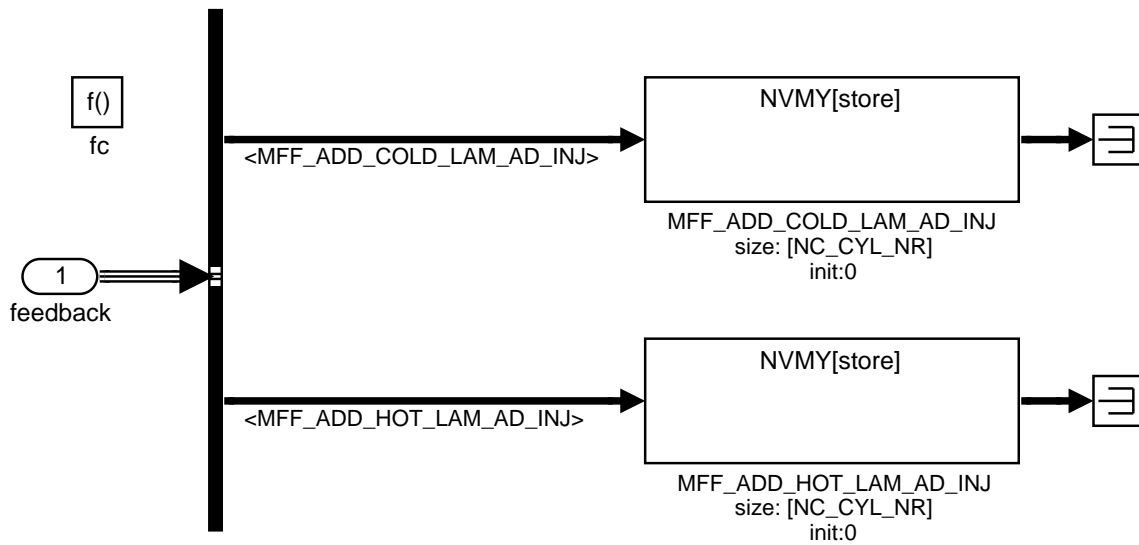 f()
fc
NVMY[store]
<MFF_ADD_COLD_LAM_AD_INJ>
MFF_ADD_COLD_LAM_AD_INJ
size: [NC_CYL_NR]
init:0
1
feedback
NVMY[store]
<MFF_ADD_HOT_LAM_AD_INJ>
MFF_ADD_HOT_LAM_AD_INJ
size: [NC_CYL_NR]
init:0